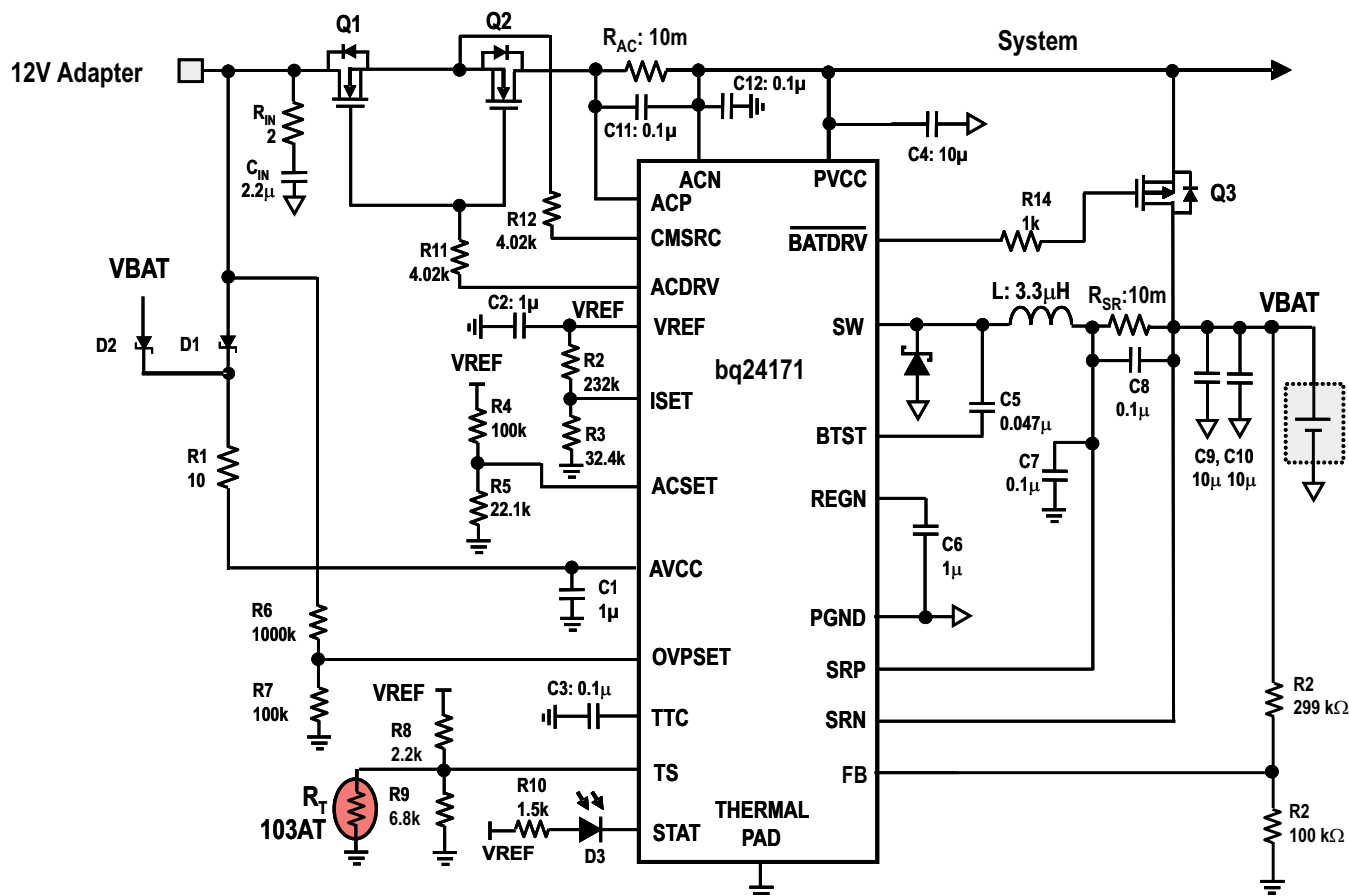 Q1
Q2
R_AC: 10m
System
12V Adapter
C12: 0.1µ
C11: 0.1µ
R_IN
2
C_IN
2.2µ
C4: 10µ
ACN
PVCC
ACP
R12
4.02k
CMSRC
R11
4.02k
ACDRV
BATDRV
R14
1k
Q3
VBAT
C2: 1µ
VREF
VREF
SW
L: 3.3µH
R_SR:10m
VBAT
D2
D1
VREF
R2
232k
bq24171
ISET
R4
100k
R3
32.4k
C5
0.047µ
C8
0.1µ
BTST
R1
10
ACSET
R5
22.1k
C7
0.1µ
C9, C10
10µ 10µ
REGN
C6
1µ
AVCC
C1
1µ
R6
1000k
PGND
OVPSET
SRP
R7
100k
VREF
C3: 0.1µ
TTC
SRN
R2
299 kΩ
R8
2.2k
TS
FB
R_T
103AT
R9
6.8k
R10
1.5k
STAT
THERMAL
PAD
R2
100 kΩ
VREF
D3